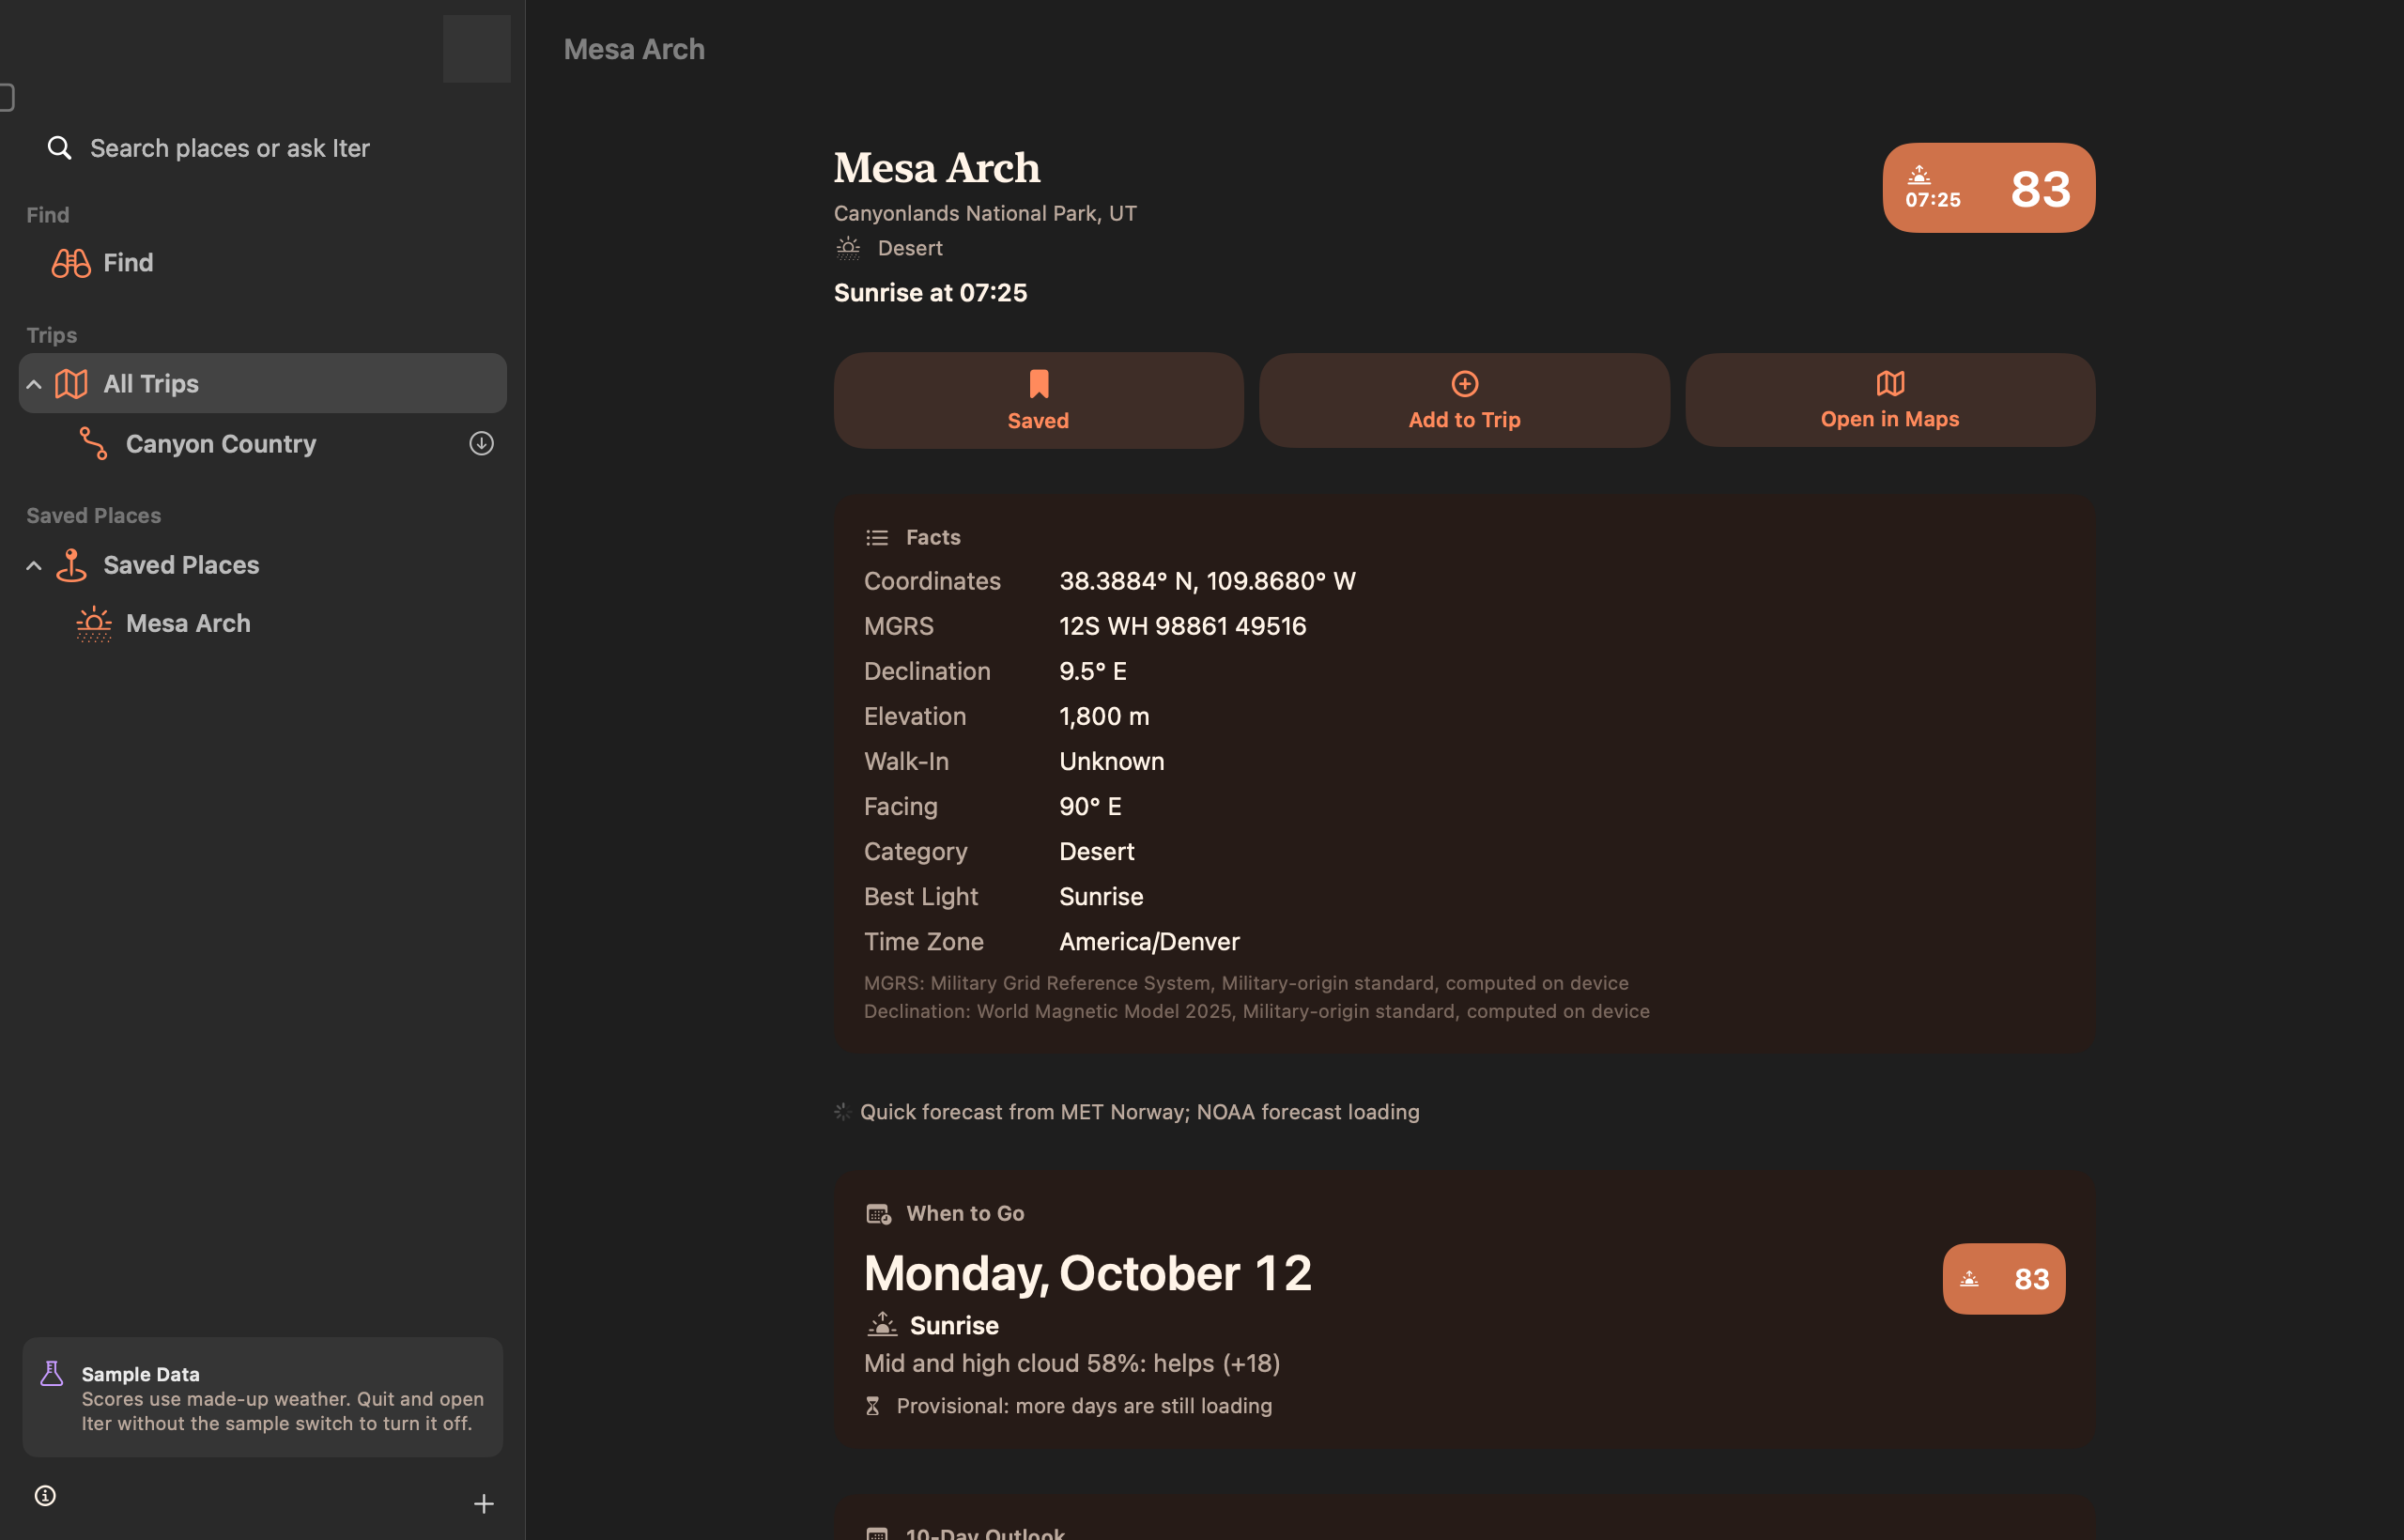 Mesa Arch
Search places or ask Iter
Find
Find
Trips
All Trips
Canyon Country
Saved Places
Saved Places
Mesa Arch
Sample Data
Scores use made-up weather. Quit and open
Iter without the sample switch to turn it off.
Mesa Arch
Canyonlands National Park, UT
Desert
Sunrise at 07:25
07:25
83
Saved
Add to Trip
Open in Maps
Facts
Coordinates 38.3884° N, 109.8680° W
MGRS 12S WH 98861 49516
Declination 9.5° E
Elevation 1,800 m
Walk-In Unknown
Facing 90° E
Category Desert
Best Light Sunrise
Time Zone America/Denver
MGRS: Military Grid Reference System, Military-origin standard, computed on device
Declination: World Magnetic Model 2025, Military-origin standard, computed on device
Quick forecast from MET Norway; NOAA forecast loading
When to Go
Monday, October 12
83
Sunrise
Mid and high cloud 58%: helps (+18)
Provisional: more days are still loading
10-Day Outlook